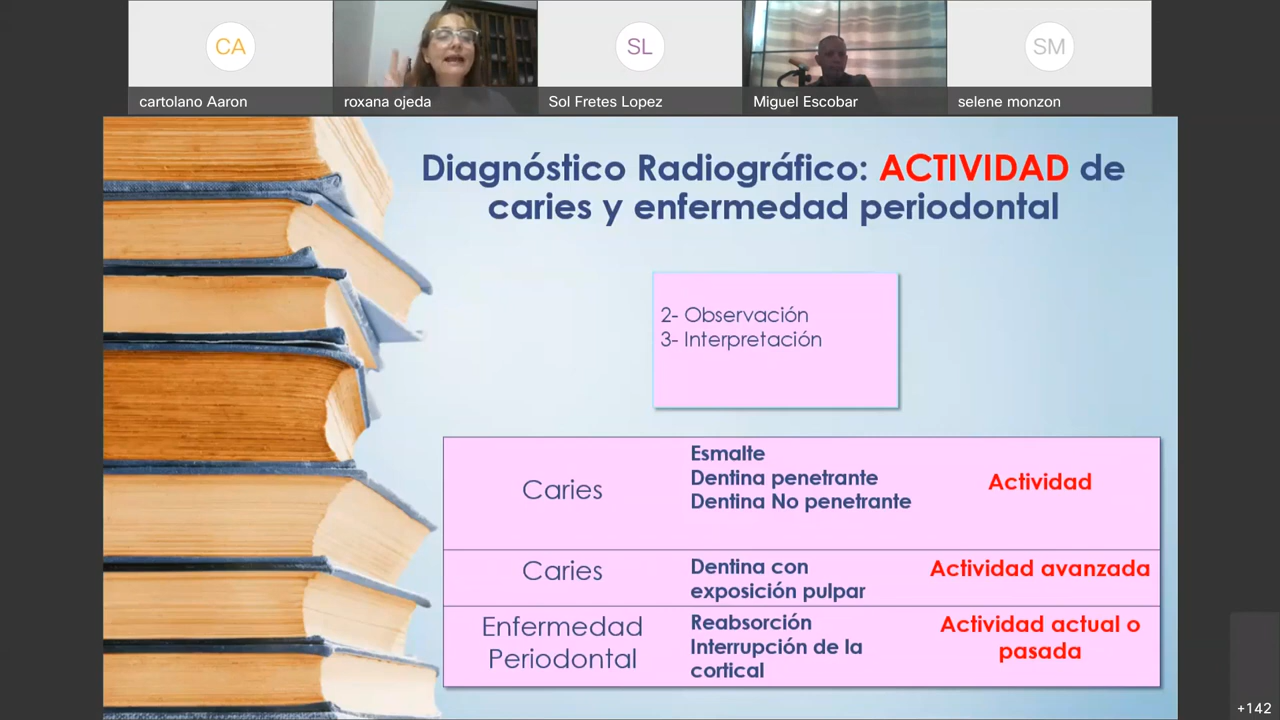 CA
SL
SM
cartolano Aaron
roxana ojeda
Sol Fretes Lopez
Miguel Escobar
selene monzon
Diagnóstico Radiográfico: ACTIVIDAD de
caries y enfermedad periodontal
2- Observación
3- Interpretación
Caries
Esmalte
Dentina penetrante
Dentina No penetrante
Actividad
Caries
Dentina con
exposición pulpar
Actividad avanzada
Enfermedad
Periodontal
Reabsorción
Interrupción de la
cortical
Actividad actual o
pasada
+142